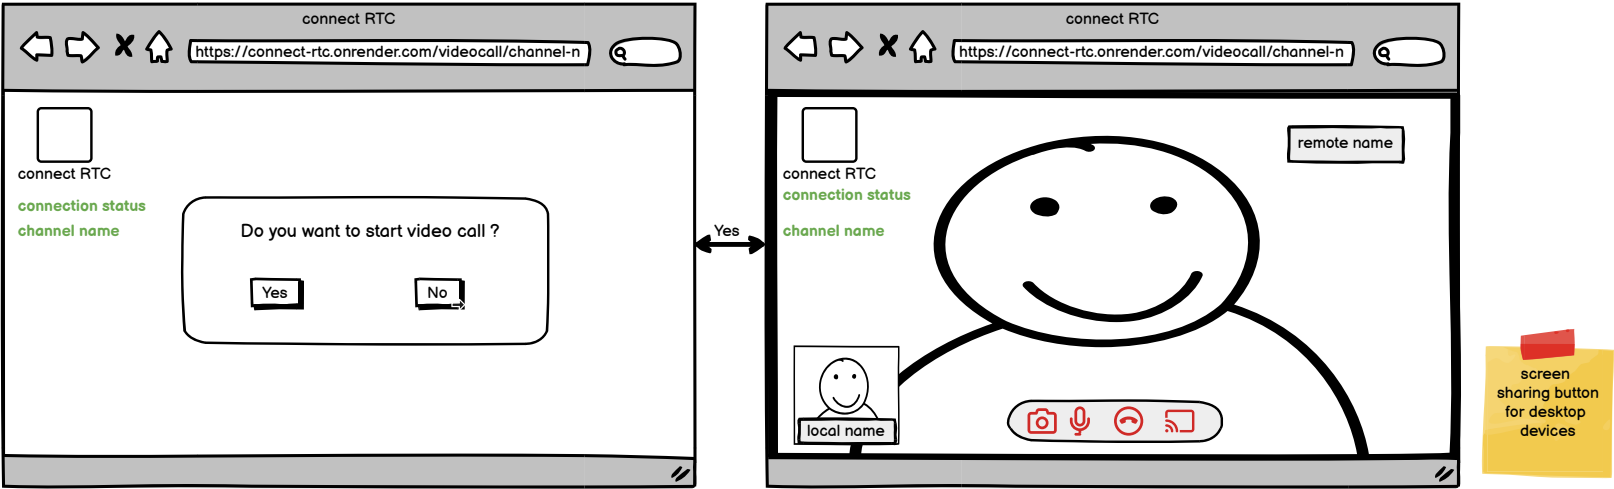 connect RTC
https://connect-rtc.onrender.com/videocall/channel-n
connect RTC
connection status
channel name
Do you want to start video call ?
Yes
No
Yes
connect RTC
https://connect-rtc.onrender.com/videocall/channel-n
connect RTC
connection status
channel name
remote name
local name
screen
sharing button
for desktop
devices